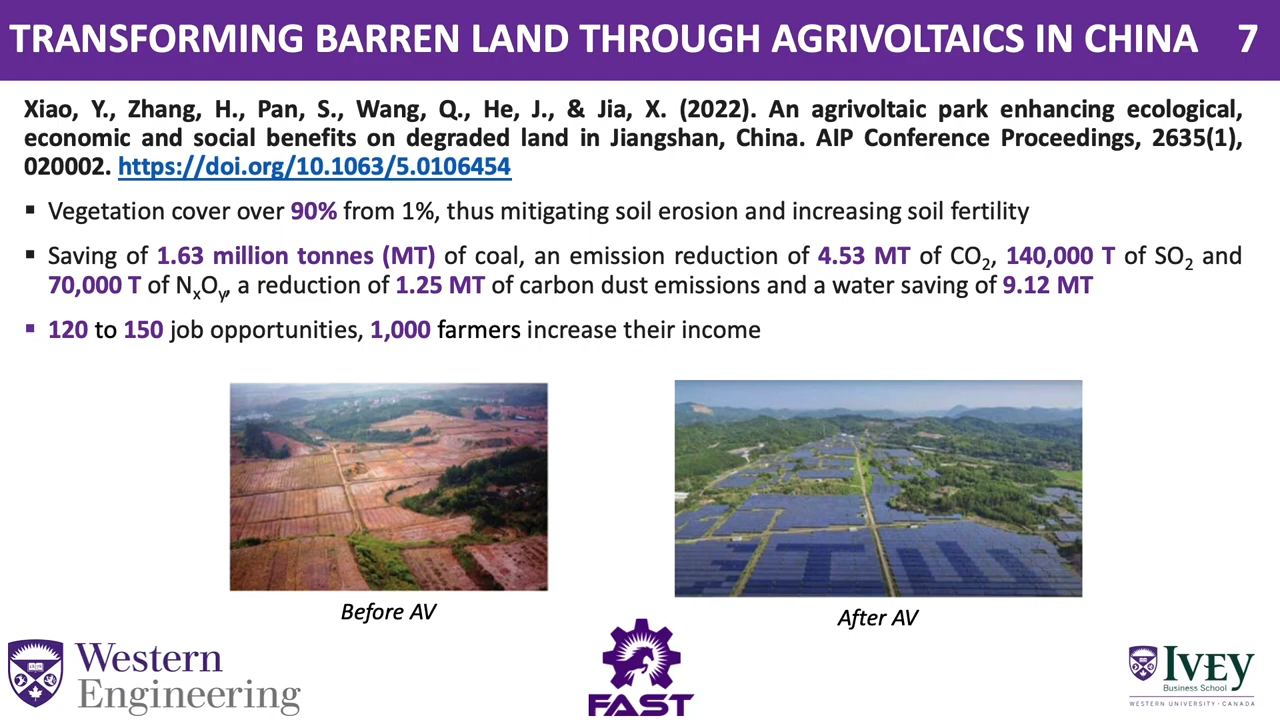 TRANSFORMING BARREN LAND THROUGH AGRIVOLTAICS IN CHINA 7
Xiao, Y., Zhang, H., Pan, S., Wang, Q., He, J., & Jia, X. (2022). An agrivoltaic park enhancing ecological,
economic and social benefits on degraded land in Jiangshan, China. AIP Conference Proceedings, 2635(1),
020002. https://doi.org/10.1063/5.0106454
▪ Vegetation cover over 90% from 1%, thus mitigating soil erosion and increasing soil fertility
▪ Saving of 1.63 million tonnes (MT) of coal, an emission reduction of 4.53 MT of CO₂, 140,000 T of SO₂ and
70,000 T of NₓOy, a reduction of 1.25 MT of carbon dust emissions and a water saving of 9.12 MT
▪ 120 to 150 job opportunities, 1,000 farmers increase their income
Before AV
After AV
Western
Engineering
FAST
IVEY
Business School
WESTERN UNIVERSITY · CANADA